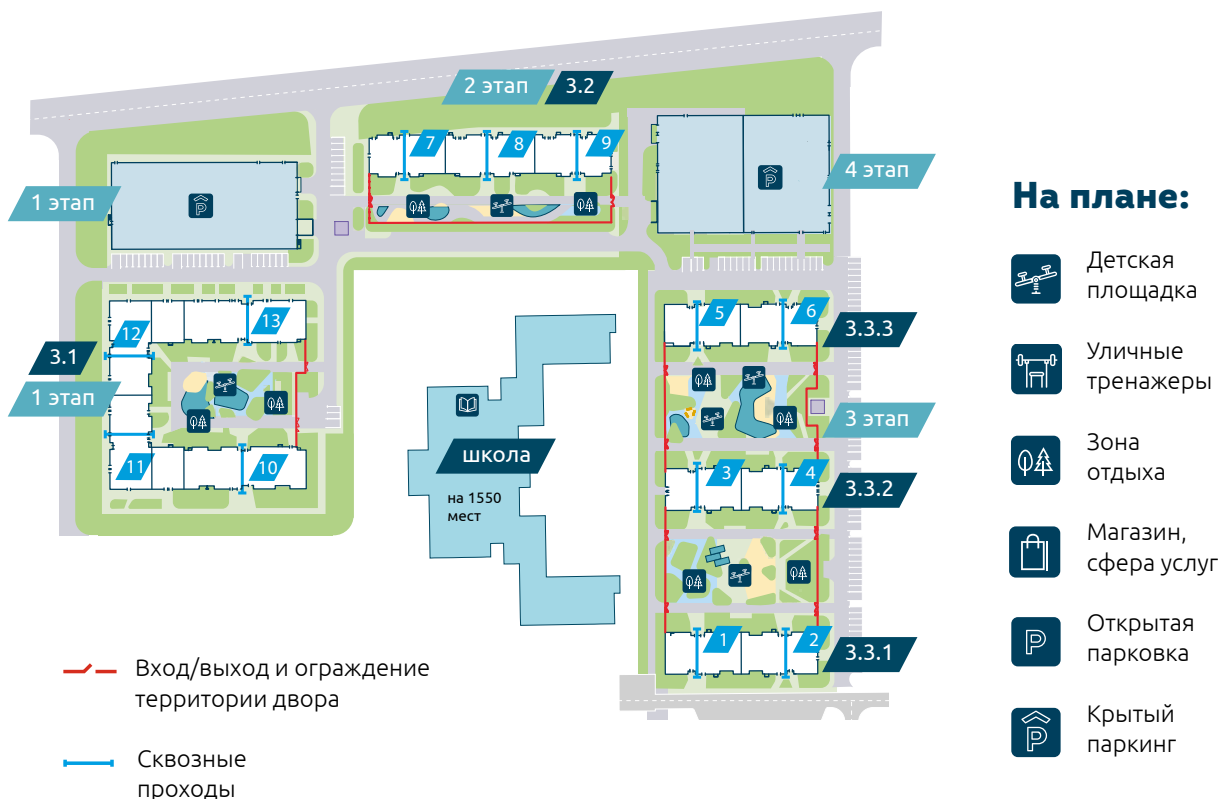 2 этап
3.2
7
8
9
4 этап
1 этап
На плане:
Детская
площадка
Уличные
тренажеры
Зона
отдыха
Магазин,
сфера услуг
Открытая
парковка
Крытый
паркинг
12
13
3.1
1 этап
11
10
5
6
3.3.3
3 этап
3
4
3.3.2
1
2
3.3.1
школа
на 1550
мест
Вход/выход и ограждение
территории двора
Сквозные
проходы